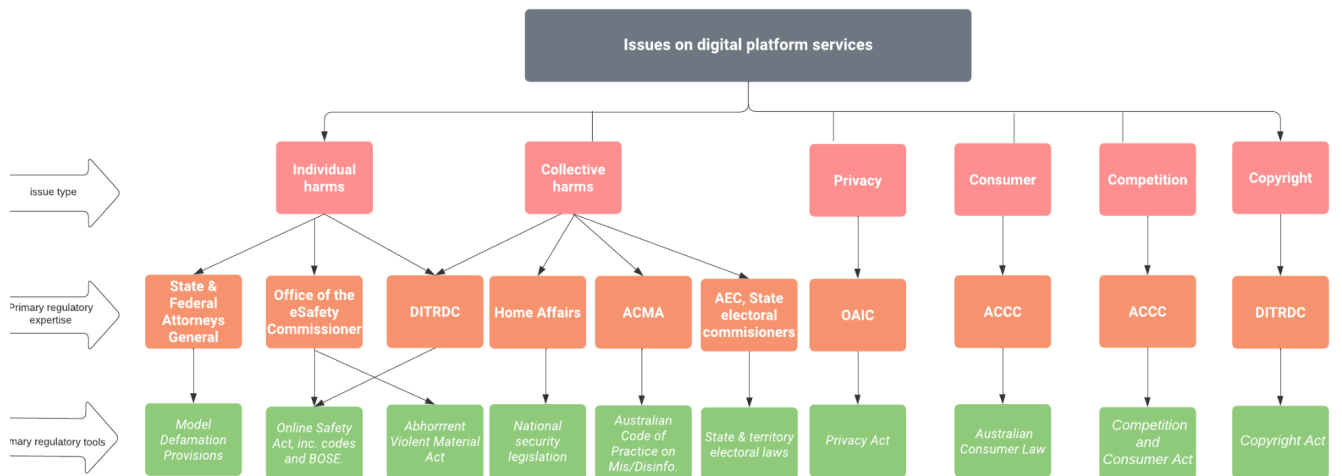 Issues on digital platform services
issue type
Individual
harms
Collective
harms
Privacy
Consumer
Competition
Copyright
Primary regulatory
expertise
State &
Federal
Attorneys
General
Office of the
eSafety
Commissioner
DITRDC
Home Affairs
ACMA
AEC, State
electoral
commisioners
OAIC
ACCC
ACCC
DITRDC
mary regulatory tools
Model
Defamation
Provisions
Online Safety
Act, inc. codes
and BOSE.
Abhorrrent
Violent Material
Act
National
security
legislation
Australian
Code of
Practice on
Mis/Disinfo.
State & territory
electoral laws
Privacy Act
Australian
Consumer Law
Competition
and
Consumer Act
Copyright Act